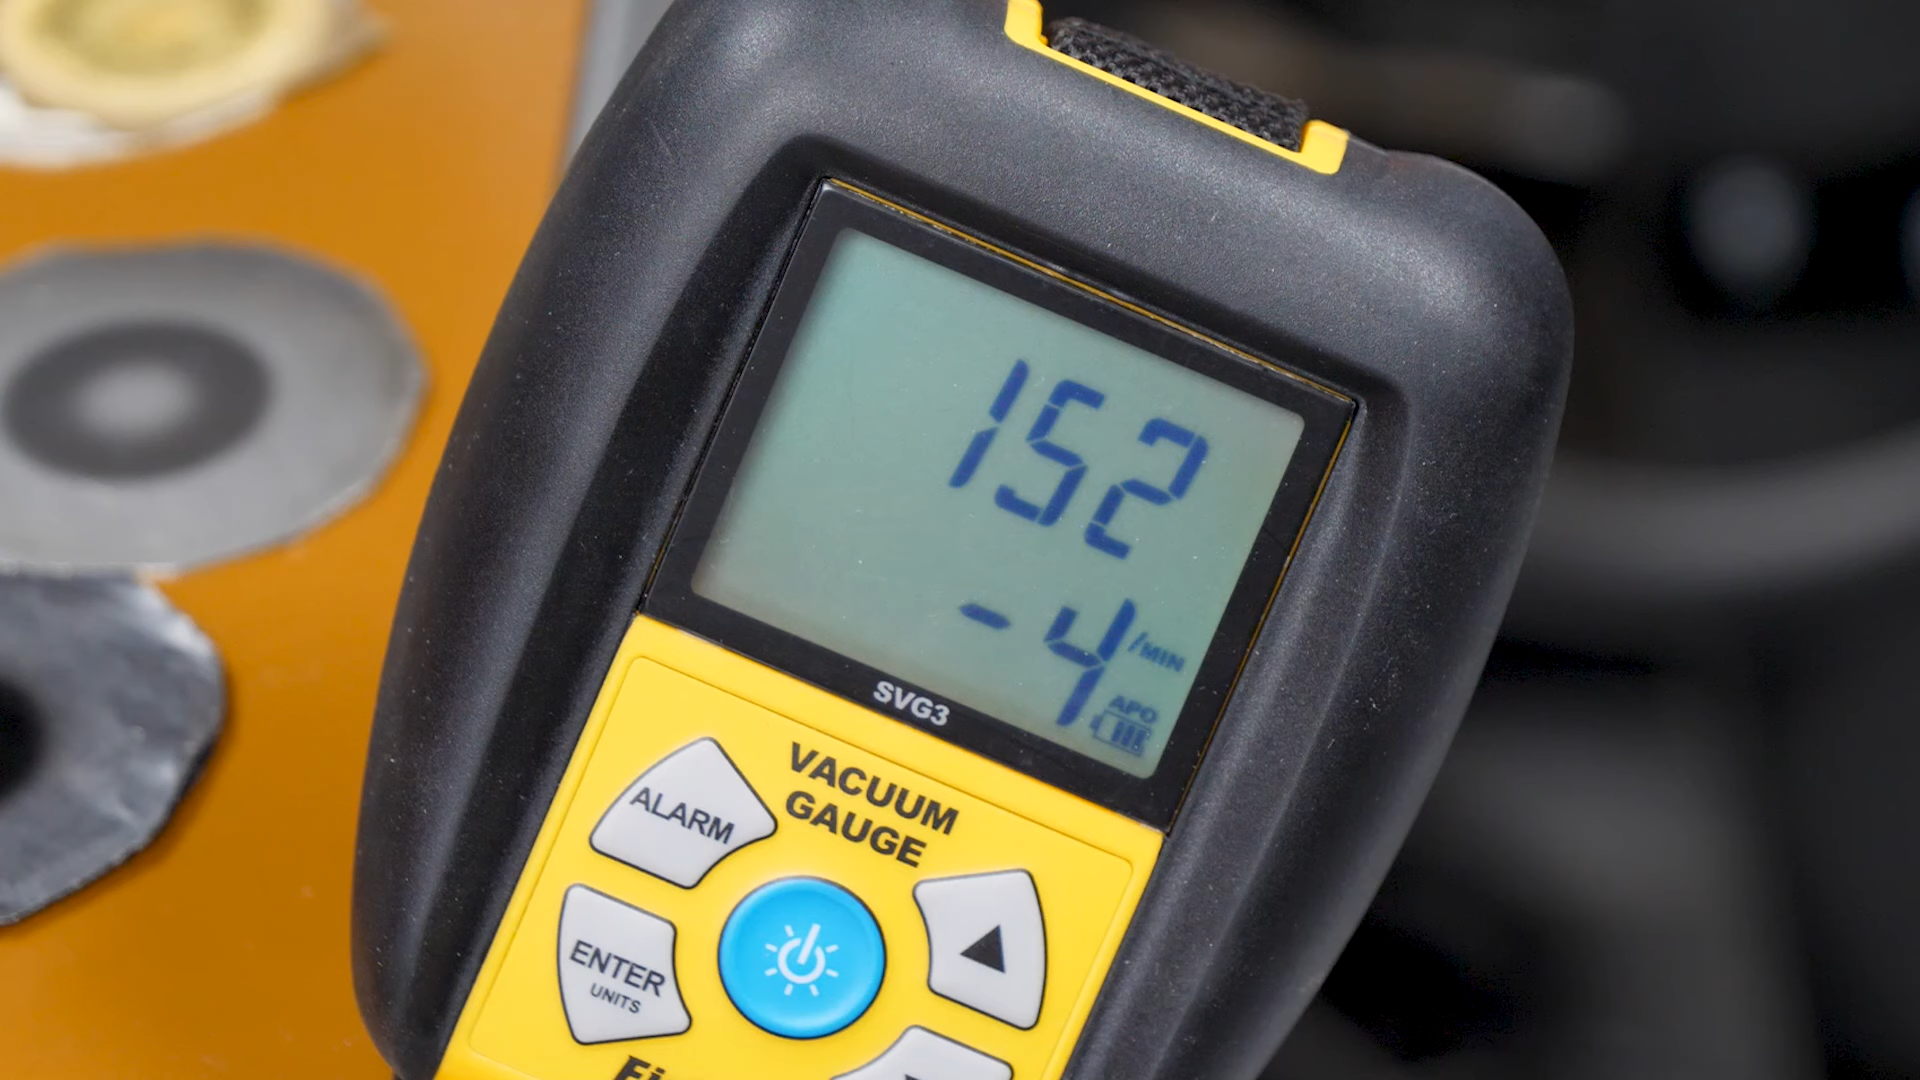 152
-4 /MIN
APO
SVG3
VACUUM
GAUGE
ALARM
ENTER
UNITS